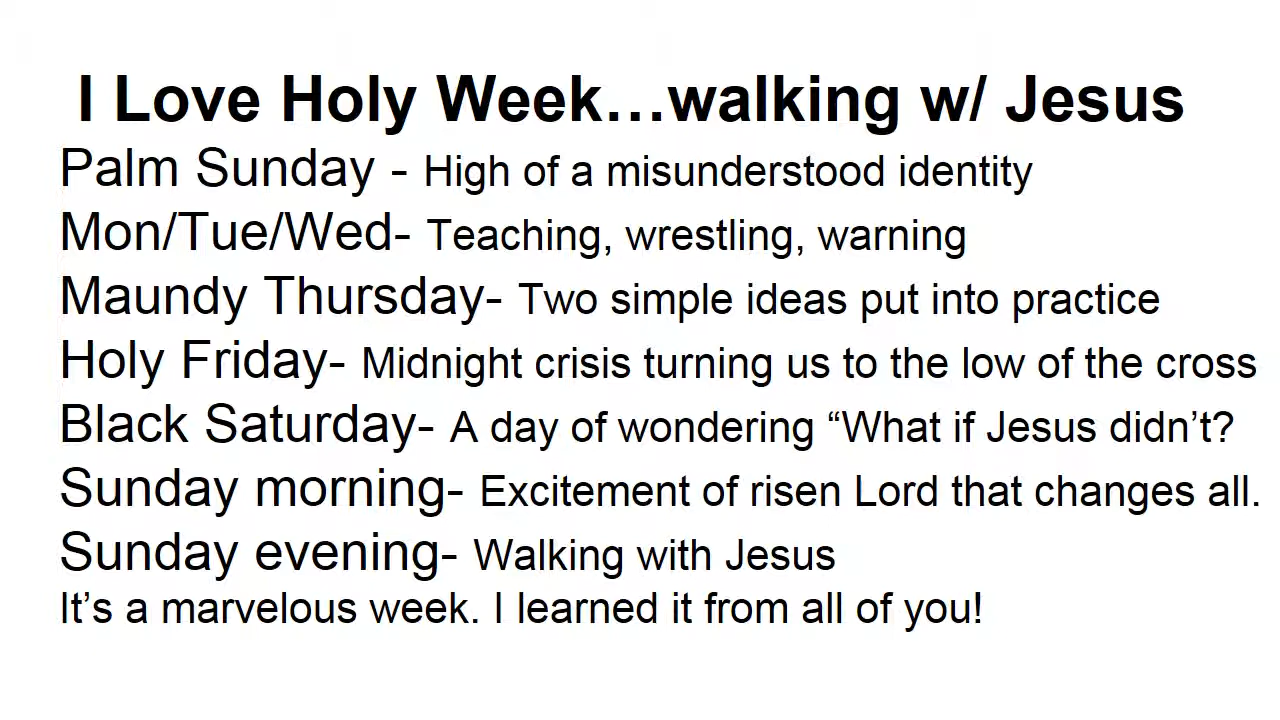 I Love Holy Week…walking w/ Jesus
Palm Sunday - High of a misunderstood identity
Mon/Tue/Wed- Teaching, wrestling, warning
Maundy Thursday- Two simple ideas put into practice
Holy Friday- Midnight crisis turning us to the low of the cross
Black Saturday- A day of wondering “What if Jesus didn’t?
Sunday morning- Excitement of risen Lord that changes all.
Sunday evening- Walking with Jesus
It’s a marvelous week. I learned it from all of you!